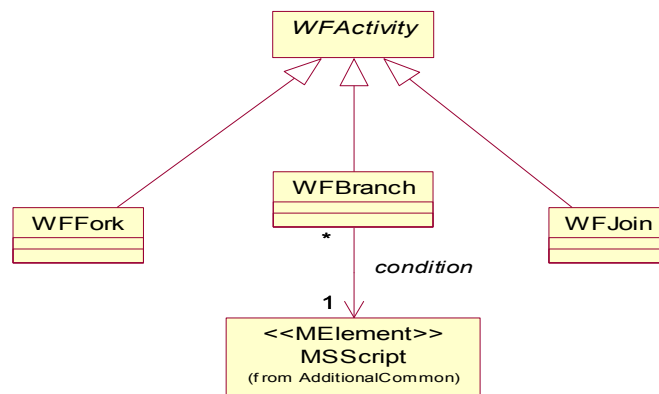 WFActivity
WFBranch
WFFork
WFJoin
*
condition
1
<<MElement>>
MSScript
(from AdditionalCommon)